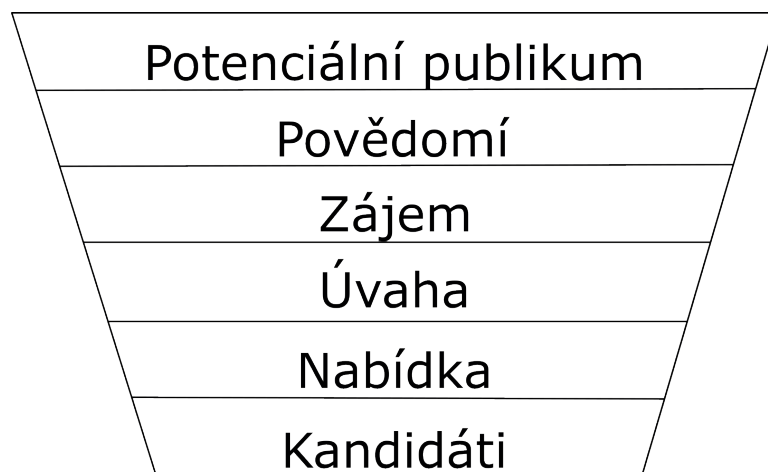 Potenciální publikum
Povědomí
Zájem
Úvaha
Nabídka
Kandidáti